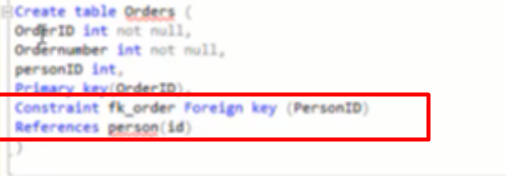 Create table Orders (
OrderID int not null,
Ordernumber int not null,
personID int,
Primary key(OrderID),
Constraint fk_order Foreign key (PersonID)
References person(id)
)